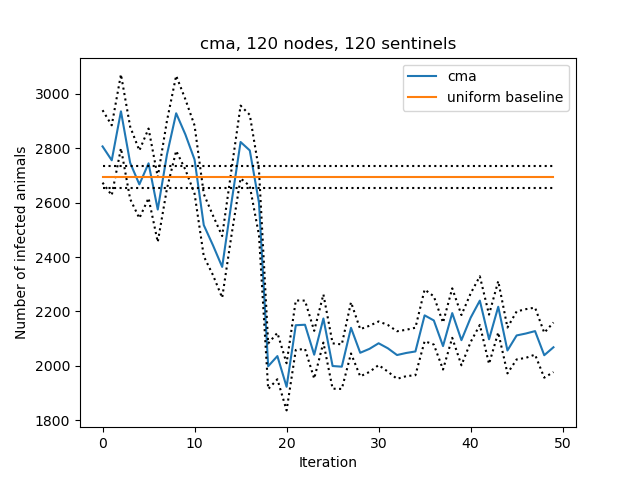 cma, 120 nodes, 120 sentinels
cma
uniform baseline
Number of infected animals
3000
2800
2600
2400
2200
2000
1800
0 10 20 30 40 50
Iteration